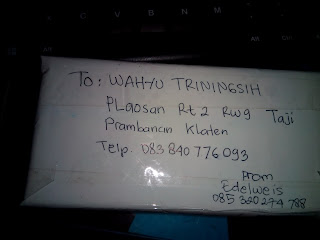 C V B N M
To: WAHYU TRININGSIH
PLaosan Rt 2 Rw 9 Taji
Prambanan Klaten
Telp. 083 840 776 093
From
Edelweis
085 320 274 788